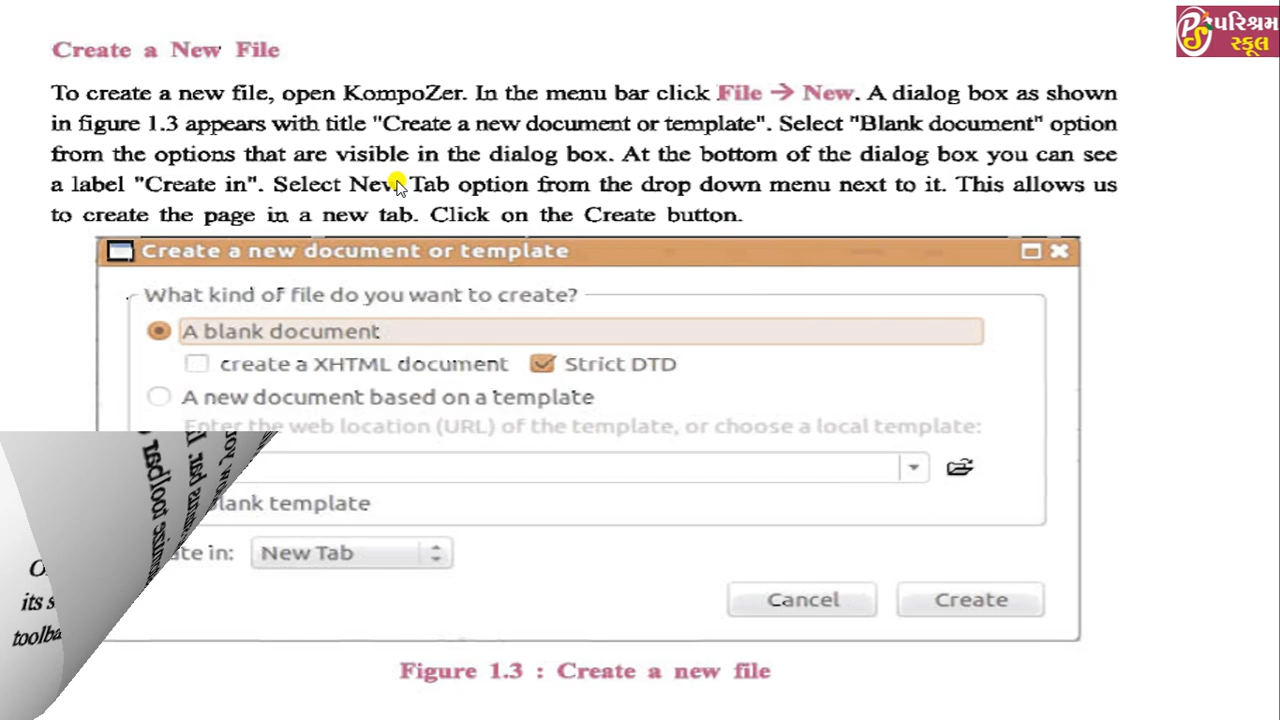 પરિશ્રમ
સ્કૂલ
Create a New File
To create a new file, open KompoZer. In the menu bar click File → New. A dialog box as shown
in figure 1.3 appears with title "Create a new document or template". Select "Blank document" option
from the options that are visible in the dialog box. At the bottom of the dialog box you can see
a label "Create in". Select New Tab option from the drop down menu next to it. This allows us
to create the page in a new tab. Click on the Create button.
Create a new document or template
What kind of file do you want to create?
A blank document
create a XHTML document Strict DTD
A new document based on a template
Enter the web location (URL) of the template, or choose a local template:
lank template
ate in: New Tab
its s
toolba
Cancel Create
Figure 1.3 : Create a new file